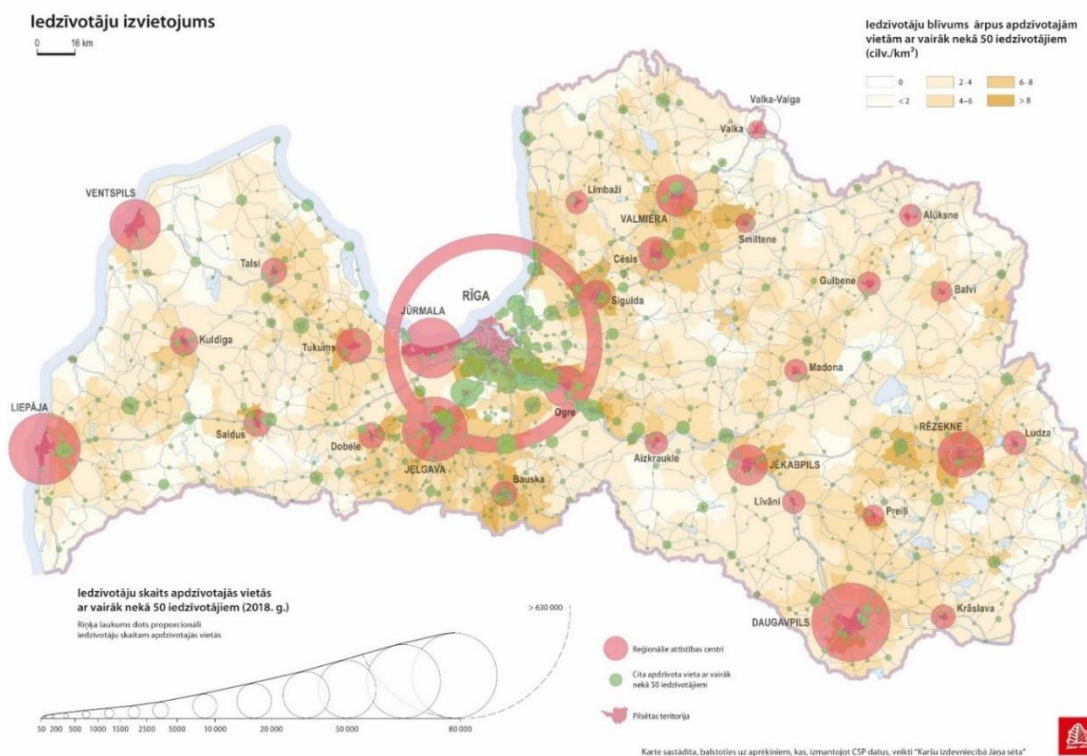 Iedzīvotāju izvietojums
0 16 km
Iedzīvotāju blīvums ārpus apdzīvotajām
vietām ar vairāk nekā 50 iedzīvotājiem
(cilv./km²)
0 2–4 6–8
<2 4–6 >8
Valka-Valga
Valka
VENTSPILS
Limbaži
VALMIERA
Alūksne
Smiltene
Talsi
Cēsis
Gulbene
Balvi
RĪGA
Sigulda
JŪRMALA
Kuldīga
Tukums
Madona
LIEPĀJA
Ogre
Saldus
RĒZEKNE
Ludza
Dobele
Aizkraukle
JELGAVA
JĒKABPILS
Bauska
Līvāni
Preiļi
DAUGAVPILS
Krāslava
Iedzīvotāju skaits apdzīvotajās vietās
ar vairāk nekā 50 iedzīvotājiem (2018. g.)
Riņķa laukums dots proporcionāli
iedzīvotāju skaitam apdzīvotajās vietās
> 630 000
Reģionālie attīstības centri
Cita apdzīvota vieta ar vairāk
nekā 50 iedzīvotājiem
Pilsētas teritorija
50 200 500 1000 1500 2500 5000 10 000 20 000 50 000 80 000
Karte sastādīta, balstoties uz aprēķiniem, kas, izmantojot CSP datus, veikti "Karšu izdevniecībā Jāņa sēta"